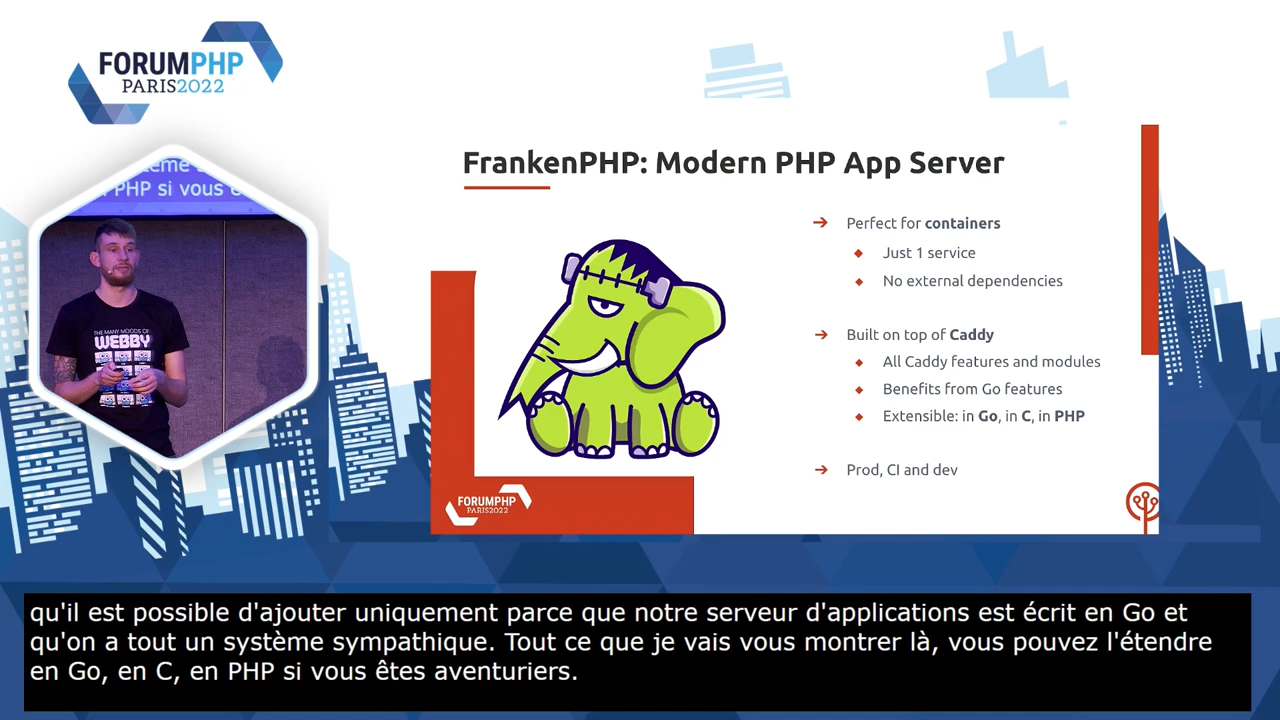 FORUMPHP
PARIS2022
PHP si vous
THE MANY MOODS OF
WEBBY
FrankenPHP: Modern PHP App Server
➔ Perfect for containers
◆ Just 1 service
◆ No external dependencies
➔ Built on top of Caddy
◆ All Caddy features and modules
◆ Benefits from Go features
◆ Extensible: in Go, in C, in PHP
➔ Prod, CI and dev
FORUMPHP
PARIS2022
qu'il est possible d'ajouter uniquement parce que notre serveur d'applications est écrit en Go et
qu'on a tout un système sympathique. Tout ce que je vais vous montrer là, vous pouvez l'étendre
en Go, en C, en PHP si vous êtes aventuriers.